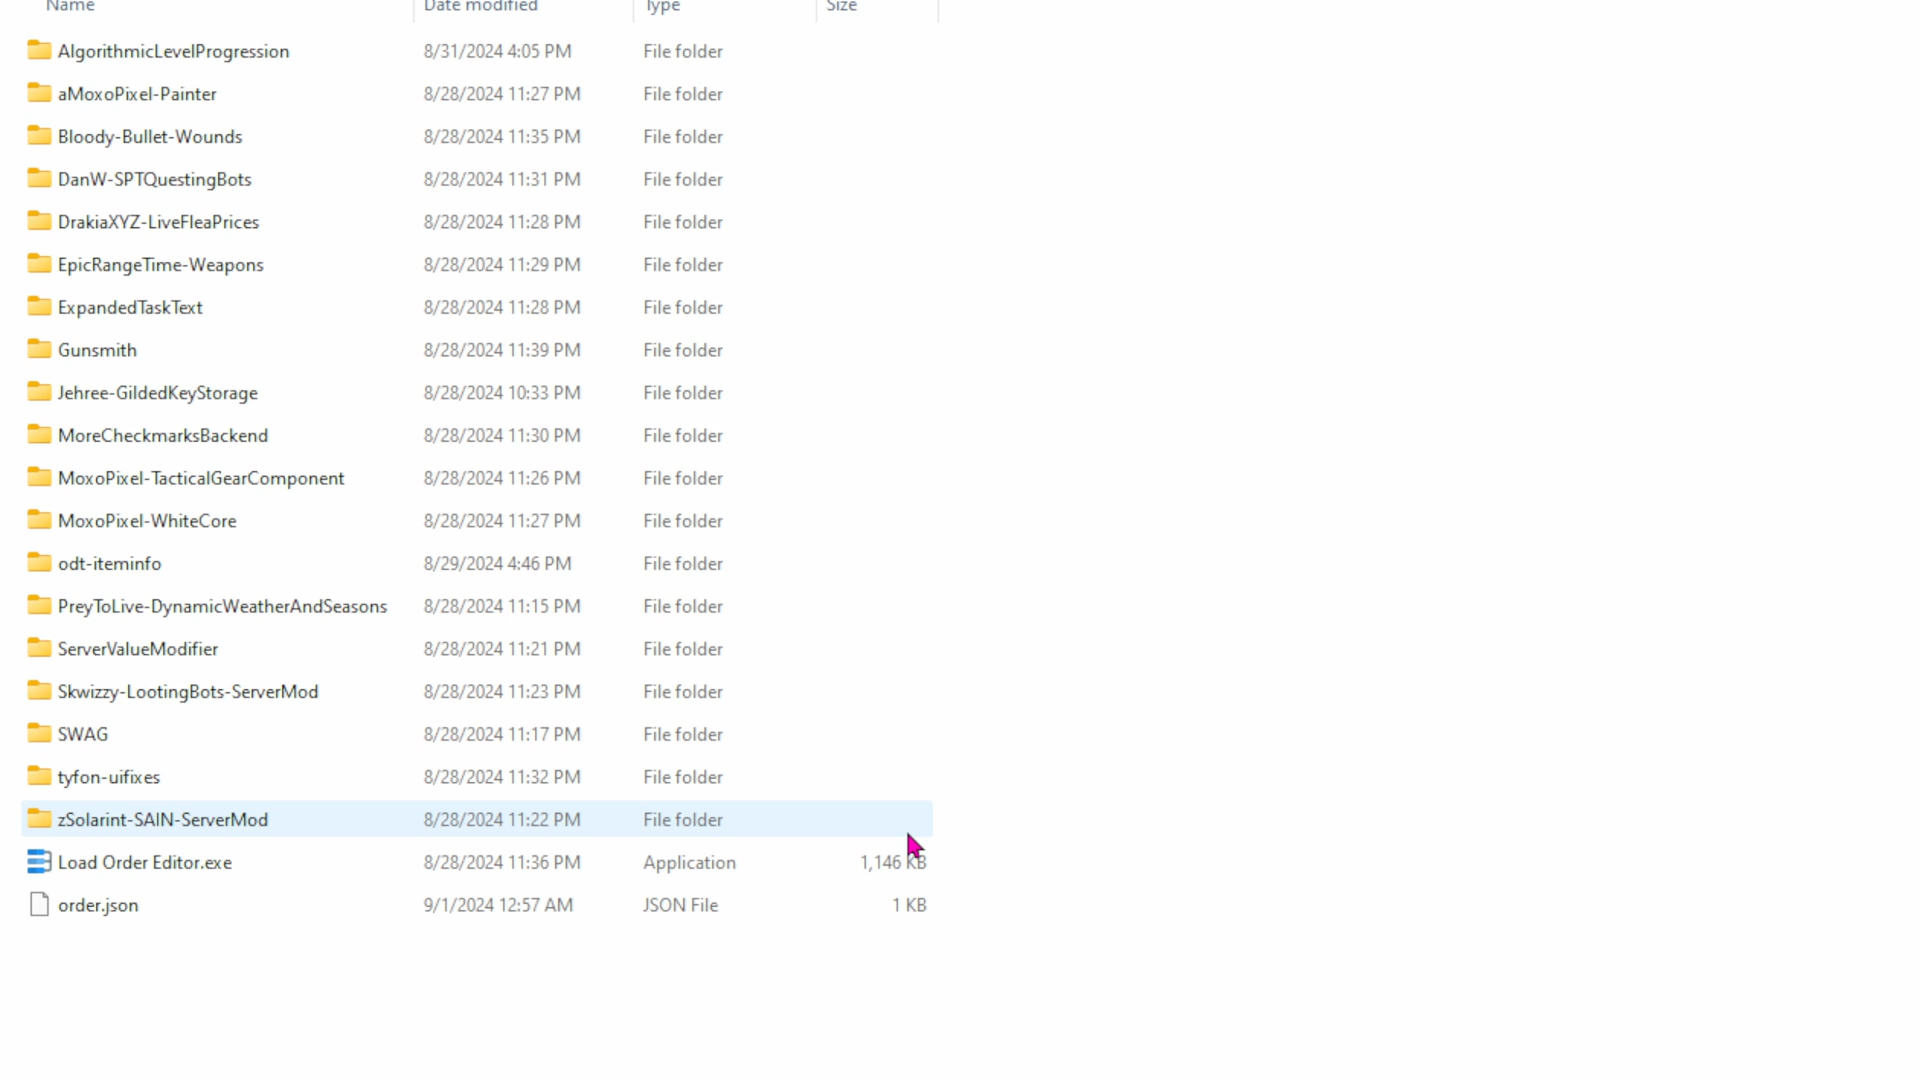 Name Date modified Type Size
AlgorithmicLevelProgression 8/31/2024 4:05 PM File folder
aMoxoPixel-Painter 8/28/2024 11:27 PM File folder
Bloody-Bullet-Wounds 8/28/2024 11:35 PM File folder
DanW-SPTQuestingBots 8/28/2024 11:31 PM File folder
DrakiaXYZ-LiveFleaPrices 8/28/2024 11:28 PM File folder
EpicRangeTime-Weapons 8/28/2024 11:29 PM File folder
ExpandedTaskText 8/28/2024 11:28 PM File folder
Gunsmith 8/28/2024 11:39 PM File folder
Jehree-GildedKeyStorage 8/28/2024 10:33 PM File folder
MoreCheckmarksBackend 8/28/2024 11:30 PM File folder
MoxoPixel-TacticalGearComponent 8/28/2024 11:26 PM File folder
MoxoPixel-WhiteCore 8/28/2024 11:27 PM File folder
odt-iteminfo 8/29/2024 4:46 PM File folder
PreyToLive-DynamicWeatherAndSeasons 8/28/2024 11:15 PM File folder
ServerValueModifier 8/28/2024 11:21 PM File folder
Skwizzy-LootingBots-ServerMod 8/28/2024 11:23 PM File folder
SWAG 8/28/2024 11:17 PM File folder
tyfon-uifixes 8/28/2024 11:32 PM File folder
zSolarint-SAIN-ServerMod 8/28/2024 11:22 PM File folder
Load Order Editor.exe 8/28/2024 11:36 PM Application 1,146 KB
order.json 9/1/2024 12:57 AM JSON File 1 KB